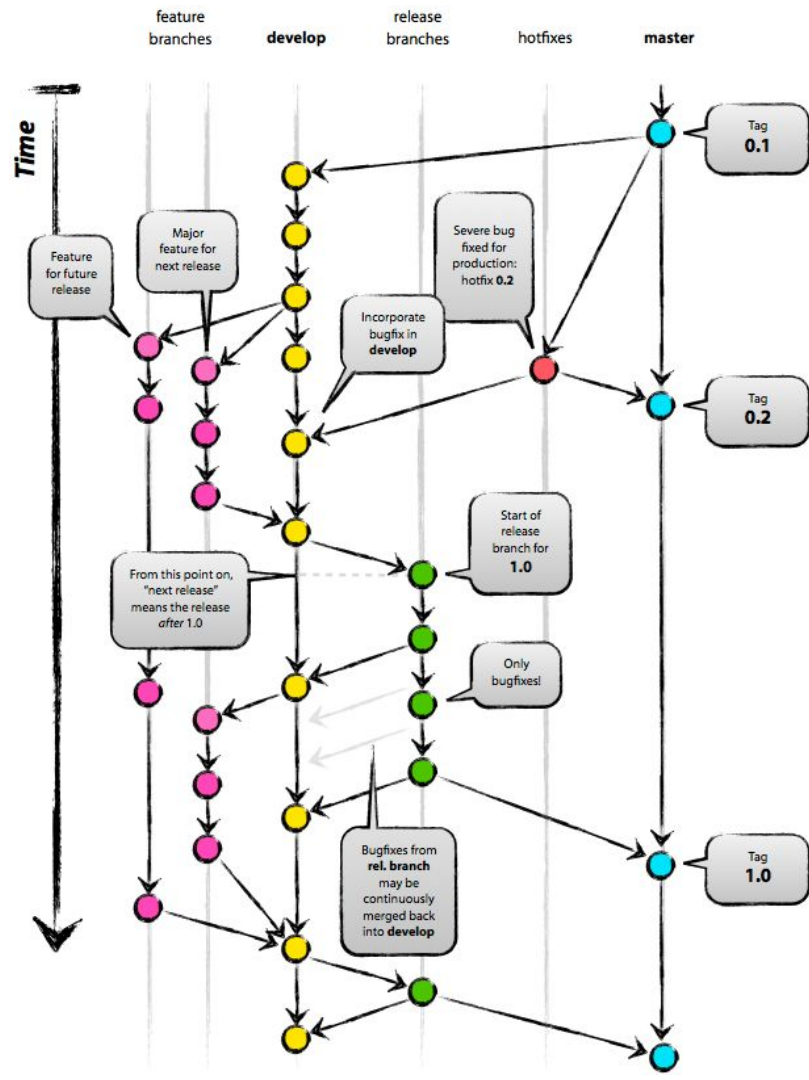 feature
branches
develop
release
branches
hotfixes
master
Time
Tag
0.1
Major
feature for
next release
Severe bug
fixed for
production:
hotfix 0.2
Feature
for future
release
Incorporate
bugfix in
develop
Tag
0.2
Start of
release
branch for
1.0
From this point on,
“next release”
means the release
after 1.0
Only
bugfixes!
Bugfixes from
rel. branch
may be
continuously
merged back
into develop
Tag
1.0